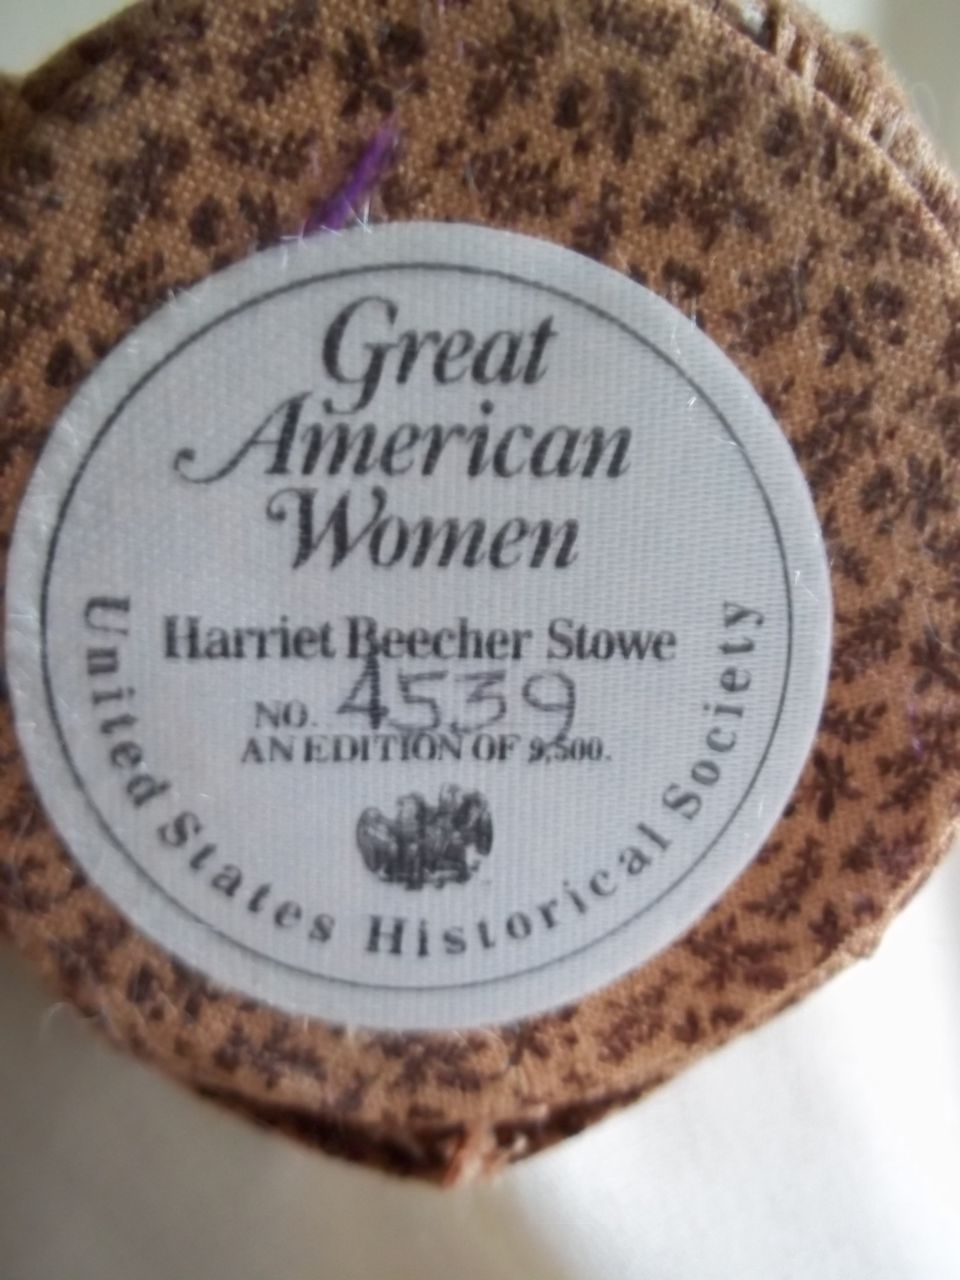 Great
American
Women
Harriet Beecher Stowe
NO. 4539
AN EDITION OF 9,500.
United States Historical Society